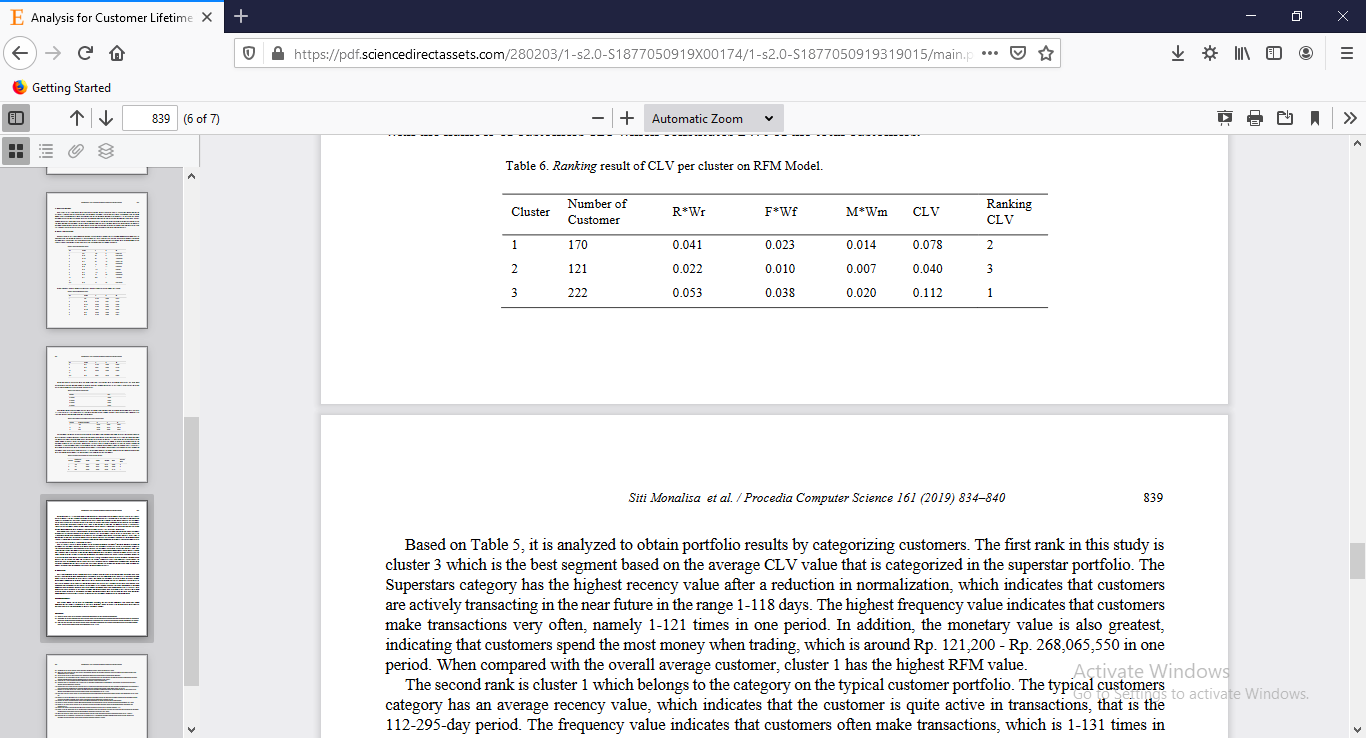 Analysis for Customer Lifetime
https://pdf.sciencedirectassets.com/280203/1-s2.0-S1877050919X00174/1-s2.0-S1877050919319015/main.p
Getting Started
839 (6 of 7)
Automatic Zoom
Table 6. Ranking result of CLV per cluster on RFM Model.
Cluster Number of Customer R*Wr F*Wf M*Wm CLV Ranking CLV
1 170 0.041 0.023 0.014 0.078 2
2 121 0.022 0.010 0.007 0.040 3
3 222 0.053 0.038 0.020 0.112 1
Siti Monalisa et al. / Procedia Computer Science 161 (2019) 834–840 839
Based on Table 5, it is analyzed to obtain portfolio results by categorizing customers. The first rank in this study is
cluster 3 which is the best segment based on the average CLV value that is categorized in the superstar portfolio. The
Superstars category has the highest recency value after a reduction in normalization, which indicates that customers
are actively transacting in the near future in the range 1-118 days. The highest frequency value indicates that customers
make transactions very often, namely 1-121 times in one period. In addition, the monetary value is also greatest,
indicating that customers spend the most money when trading, which is around Rp. 121,200 - Rp. 268,065,550 in one
period. When compared with the overall average customer, cluster 1 has the highest RFM value.
The second rank is cluster 1 which belongs to the category on the typical customer portfolio. The typical customers
category has an average recency value, which indicates that the customer is quite active in transactions, that is the
112-295-day period. The frequency value indicates that customers often make transactions, which is 1-131 times in
Activate Windows
Go to Settings to activate Windows.